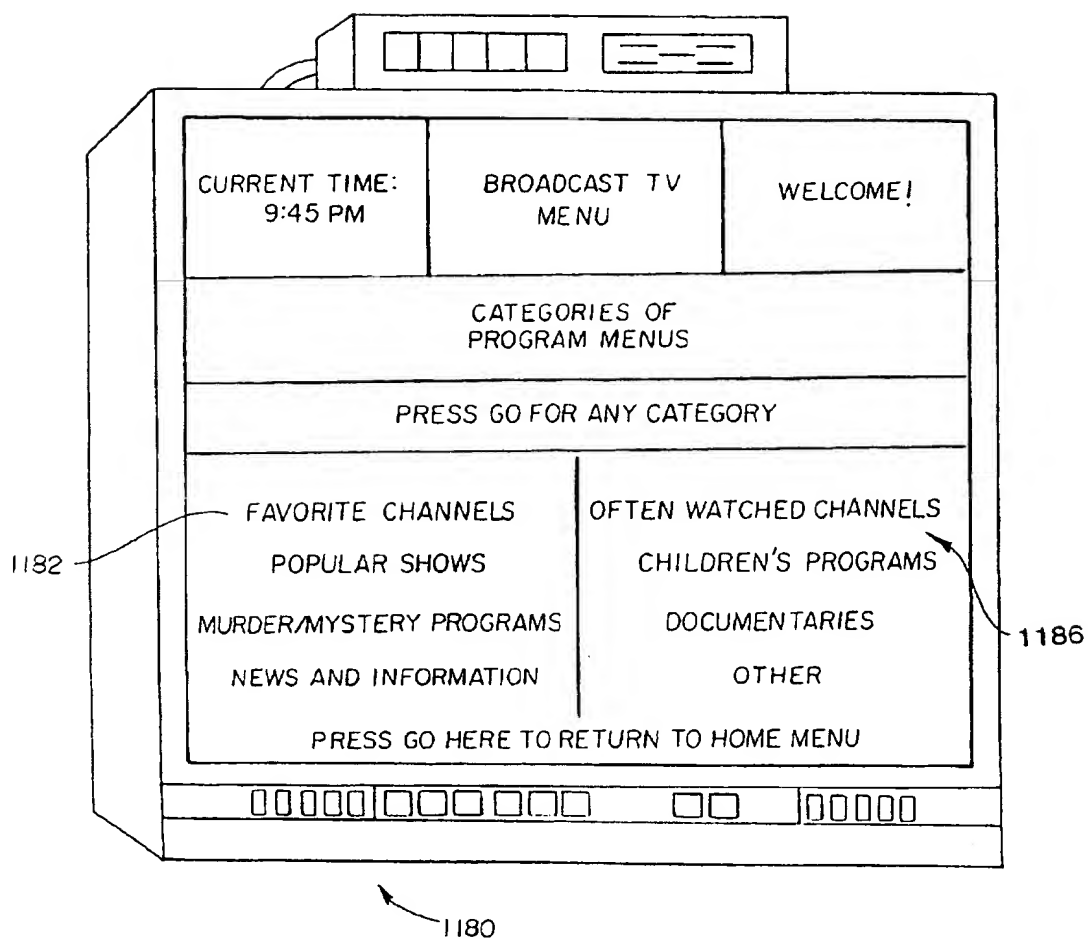 CURRENT TIME:
9:45 PM
BROADCAST TV
MENU
WELCOME!
CATEGORIES OF
PROGRAM MENUS
PRESS GO FOR ANY CATEGORY
FAVORITE CHANNELS
OFTEN WATCHED CHANNELS
1182
POPULAR SHOWS
CHILDREN'S PROGRAMS
MURDER/MYSTERY PROGRAMS
DOCUMENTARIES
1186
NEWS AND INFORMATION
OTHER
PRESS GO HERE TO RETURN TO HOME MENU
1180